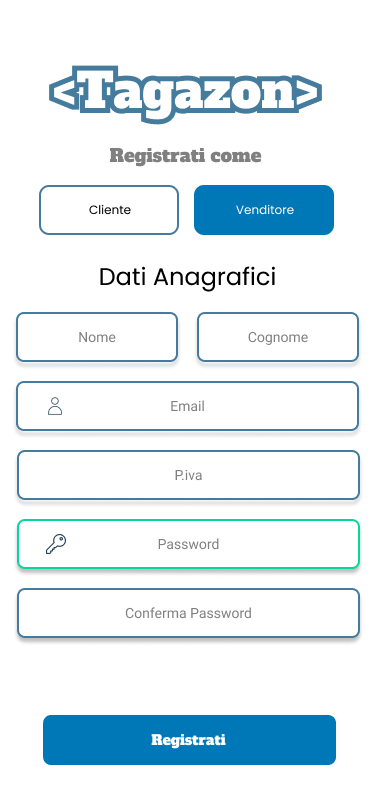 <Tagazon>
Registrati come
Cliente Venditore
Dati Anagrafici
Nome Cognome
Email
P.iva
Password
Conferma Password
Registrati